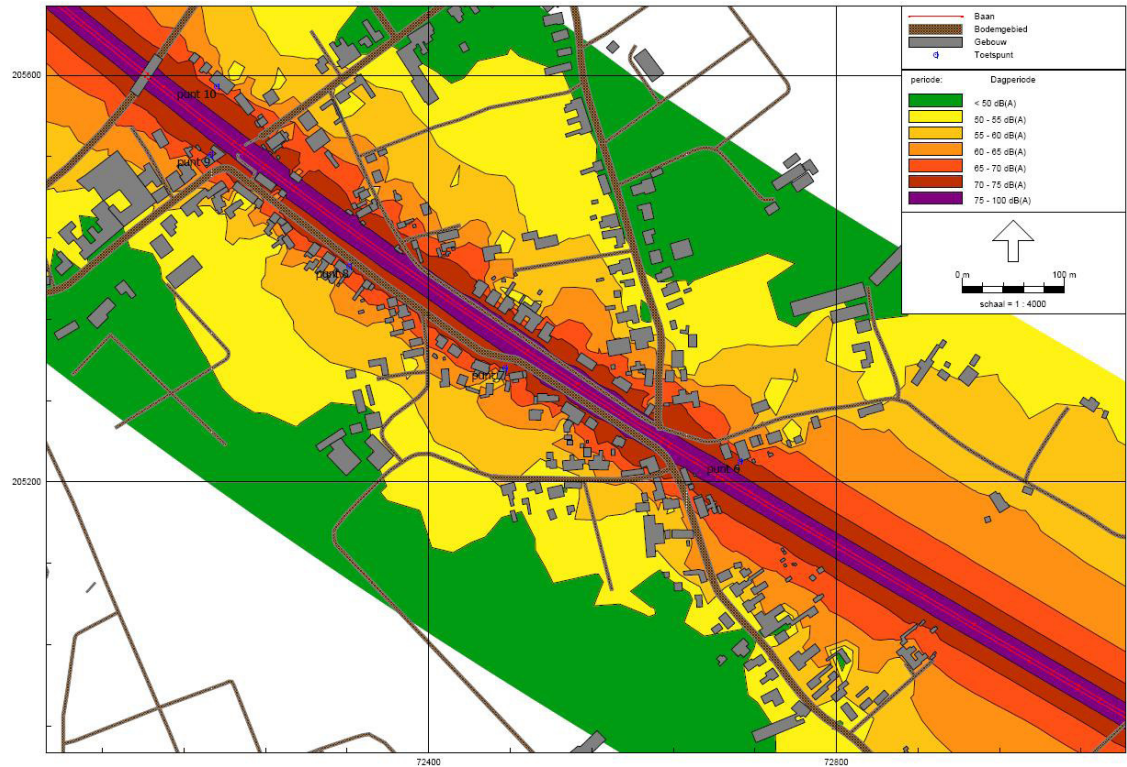 Baan
Bodemgebied
Gebouw
Toetspunt
periode: Dagperiode
< 50 dB(A)
50 - 55 dB(A)
55 - 60 dB(A)
60 - 65 dB(A)
65 - 70 dB(A)
70 - 75 dB(A)
75 - 100 dB(A)
0 m 100 m
schaal = 1 : 4000
205600
punt 10
punt 9
punt 8
punt 7
punt 6
205200
72400 72800